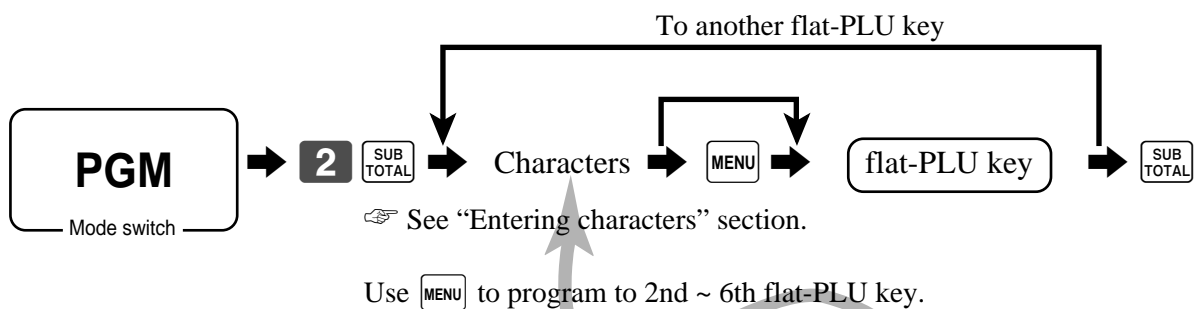 To another flat-PLU key
PGM
Mode switch
2 SUB TOTAL Characters MENU flat-PLU key SUB TOTAL
☞ See “Entering characters” section.
Use MENU to program to 2nd ~ 6th flat-PLU key.